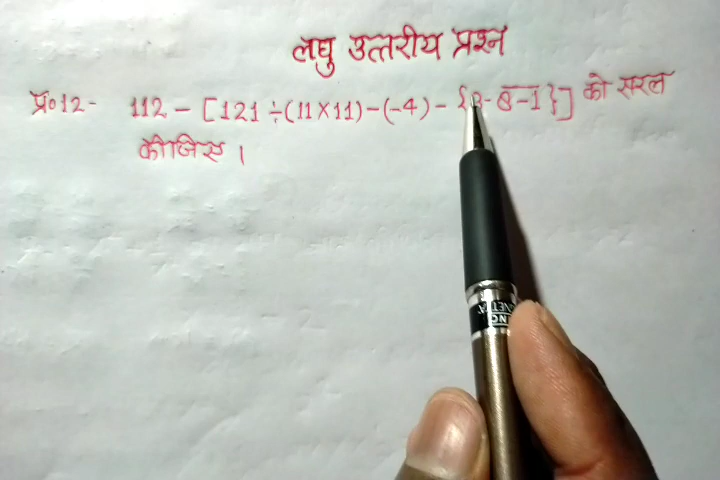 लघु उत्तरीय प्रश्न
प्र०12- 112 - [121 ÷ (11 × 11) - (-4) - {3 - 8̅ ̅-̅ ̅1̅}] को सरल
कीजिए ।